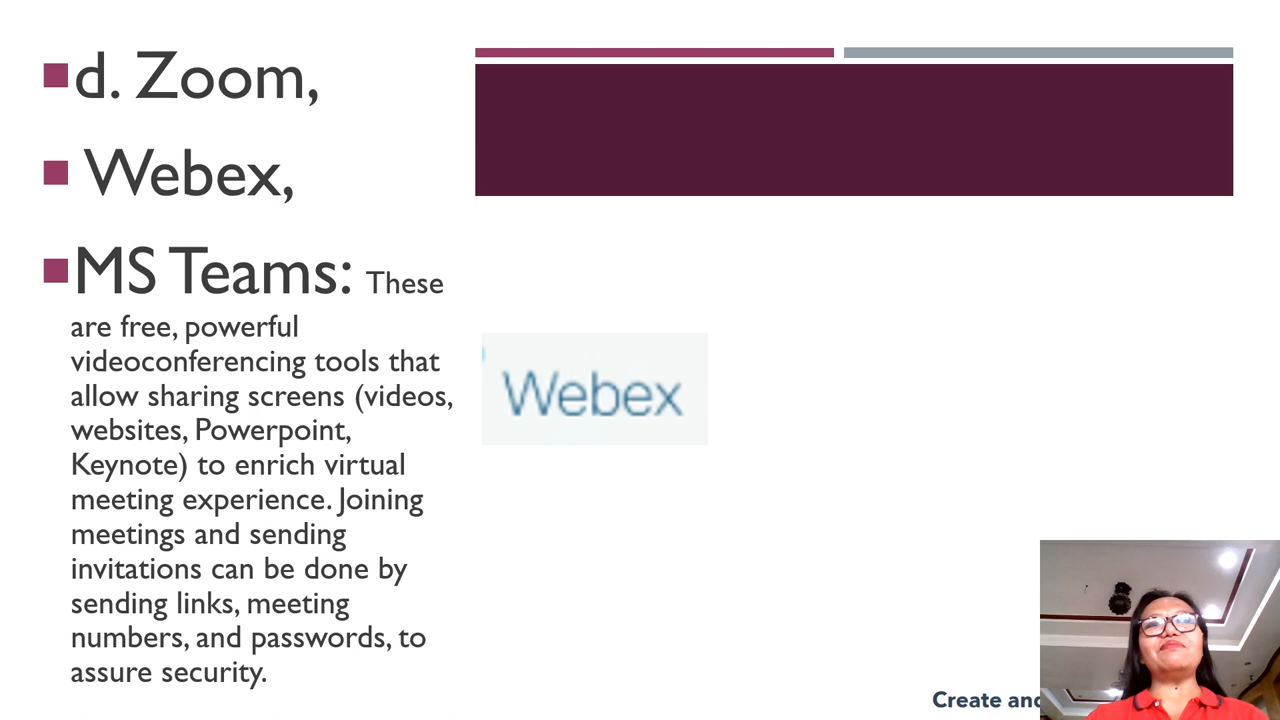 d. Zoom,
Webex,
MS Teams: These
are free, powerful
videoconferencing tools that
allow sharing screens (videos,
websites, Powerpoint,
Keynote) to enrich virtual
meeting experience. Joining
meetings and sending
invitations can be done by
sending links, meeting
numbers, and passwords, to
assure security.
Webex
Create and